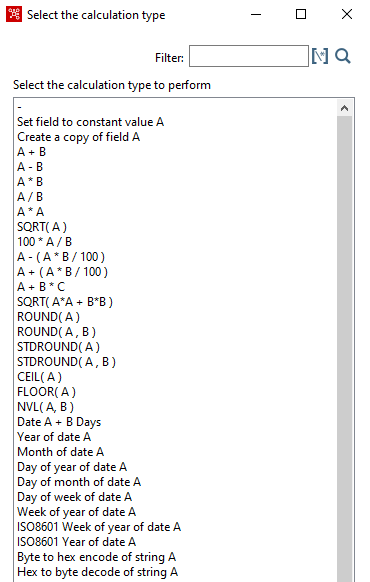 Select the calculation type
Filter:
Select the calculation type to perform
-
Set field to constant value A
Create a copy of field A
A + B
A - B
A * B
A / B
A * A
SQRT( A )
100 * A / B
A - ( A * B / 100 )
A + ( A * B / 100 )
A + B * C
SQRT( A*A + B*B )
ROUND( A )
ROUND( A , B )
STDROUND( A )
STDROUND( A , B )
CEIL( A )
FLOOR( A )
NVL( A, B )
Date A + B Days
Year of date A
Month of date A
Day of year of date A
Day of month of date A
Day of week of date A
Week of year of date A
ISO8601 Week of year of date A
ISO8601 Year of date A
Byte to hex encode of string A
Hex to byte decode of string A